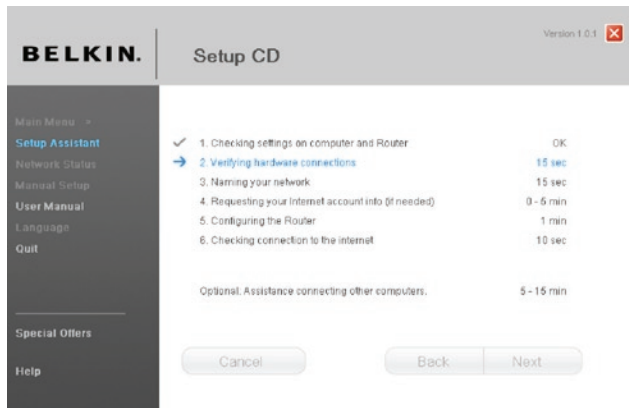 BELKIN.
Setup CD
Version 1.0.1
Main Menu
Setup Assistant
Network Status
Manual Setup
User Manual
Language
Quit
Special Offers
Help
1. Checking settings on computer and Router OK
2. Verifying hardware connections 15 sec
3. Naming your network 15 sec
4. Requesting your Internet account info (if needed) 0 - 5 min
5. Configuring the Router 1 min
6. Checking connection to the internet 10 sec
Optional: Assistance connecting other computers. 5 - 15 min
Cancel Back Next